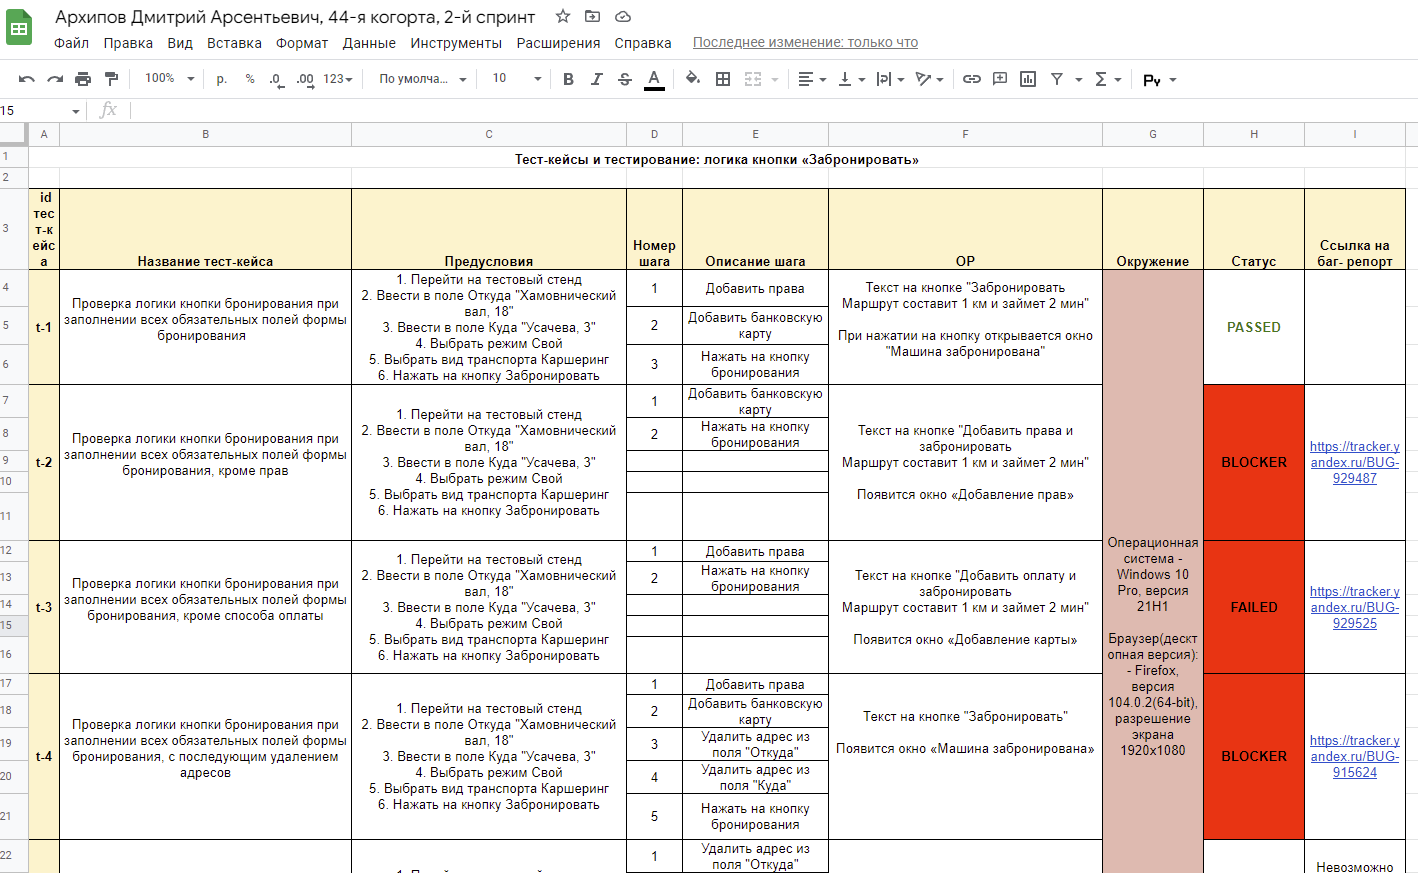 Архипов Дмитрий Арсентьевич, 44-я когорта, 2-й спринт
Файл Правка Вид Вставка Формат Данные Инструменты Расширения Справка Последнее изменение: только что
100% р. % .0 .00 123 По умолча... 10 B I S A Ру
15 fx
A B C D E F G H I
1 Тест-кейсы и тестирование: логика кнопки «Забронировать»
2
3
id
тес
т-к
ейс
а
Название тест-кейса
Предусловия
Номер
шага
Описание шага
ОР
Окружение
Статус
Ссылка на
баг- репорт
4
5
6
t-1
Проверка логики кнопки бронирования при
заполнении всех обязательных полей формы
бронирования
1. Перейти на тестовый стенд
2. Ввести в поле Откуда "Хамовнический
вал, 18"
3. Ввести в поле Куда "Усачева, 3"
4. Выбрать режим Свой
5. Выбрать вид транспорта Каршеринг
6. Нажать на кнопку Забронировать
1
Добавить права
2
Добавить банковскую
карту
3
Нажать на кнопку
бронирования
Текст на кнопке "Забронировать
Маршрут составит 1 км и займет 2 мин"
При нажатии на кнопку открывается окно
"Машина забронирована"
PASSED
7
8
9
10
11
t-2
Проверка логики кнопки бронирования при
заполнении всех обязательных полей формы
бронирования, кроме прав
1. Перейти на тестовый стенд
2. Ввести в поле Откуда "Хамовнический
вал, 18"
3. Ввести в поле Куда "Усачева, 3"
4. Выбрать режим Свой
5. Выбрать вид транспорта Каршеринг
6. Нажать на кнопку Забронировать
1
Добавить банковскую
карту
2
Нажать на кнопку
бронирования
Текст на кнопке "Добавить права и
забронировать
Маршрут составит 1 км и займет 2 мин"
Появится окно «Добавление прав»
BLOCKER
https://tracker.y
andex.ru/BUG-
929487
12
13
14
15
16
t-3
Проверка логики кнопки бронирования при
заполнении всех обязательных полей формы
бронирования, кроме способа оплаты
1. Перейти на тестовый стенд
2. Ввести в поле Откуда "Хамовнический
вал, 18"
3. Ввести в поле Куда "Усачева, 3"
4. Выбрать режим Свой
5. Выбрать вид транспорта Каршеринг
6. Нажать на кнопку Забронировать
1
Добавить права
2
Нажать на кнопку
бронирования
Текст на кнопке "Добавить оплату и
забронировать
Маршрут составит 1 км и займет 2 мин"
Появится окно «Добавление карты»
Операционная
система -
Windows 10
Pro, версия
21H1
Браузер(дескт
опная версия):
- Firefox,
версия
104.0.2(64-bit),
разрешение
экрана
1920x1080
FAILED
https://tracker.y
andex.ru/BUG-
929525
17
18
19
20
21
t-4
Проверка логики кнопки бронирования при
заполнении всех обязательных полей формы
бронирования, с последующим удалением
адресов
1. Перейти на тестовый стенд
2. Ввести в поле Откуда "Хамовнический
вал, 18"
3. Ввести в поле Куда "Усачева, 3"
4. Выбрать режим Свой
5. Выбрать вид транспорта Каршеринг
6. Нажать на кнопку Забронировать
1
Добавить права
2
Добавить банковскую
карту
3
Удалить адрес из
поля "Откуда"
4
Удалить адрес из
поля "Куда"
5
Нажать на кнопку
бронирования
Текст на кнопке "Забронировать"
Появится окно «Машина забронирована»
BLOCKER
https://tracker.y
andex.ru/BUG-
915624
22
1
Удалить адрес из
поля "Откуда"
Невозможно